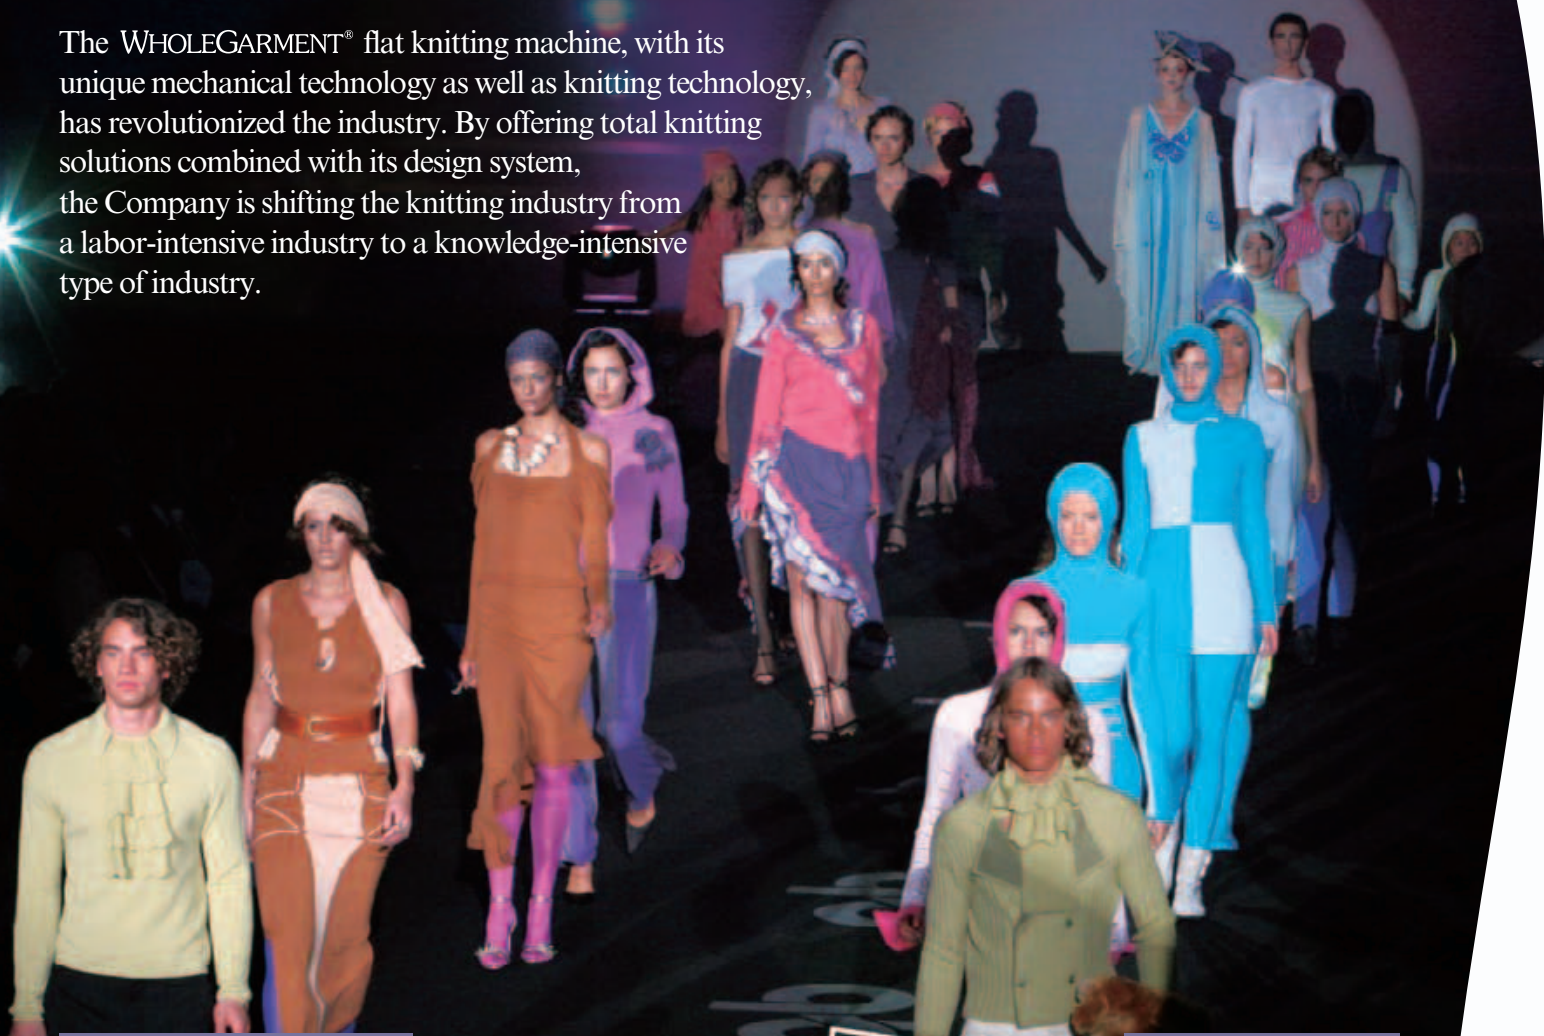 The WHOLEGARMENT® flat knitting machine, with its
unique mechanical technology as well as knitting technology,
has revolutionized the industry. By offering total knitting
solutions combined with its design system,
the Company is shifting the knitting industry from
a labor-intensive industry to a knowledge-intensive
type of industry.